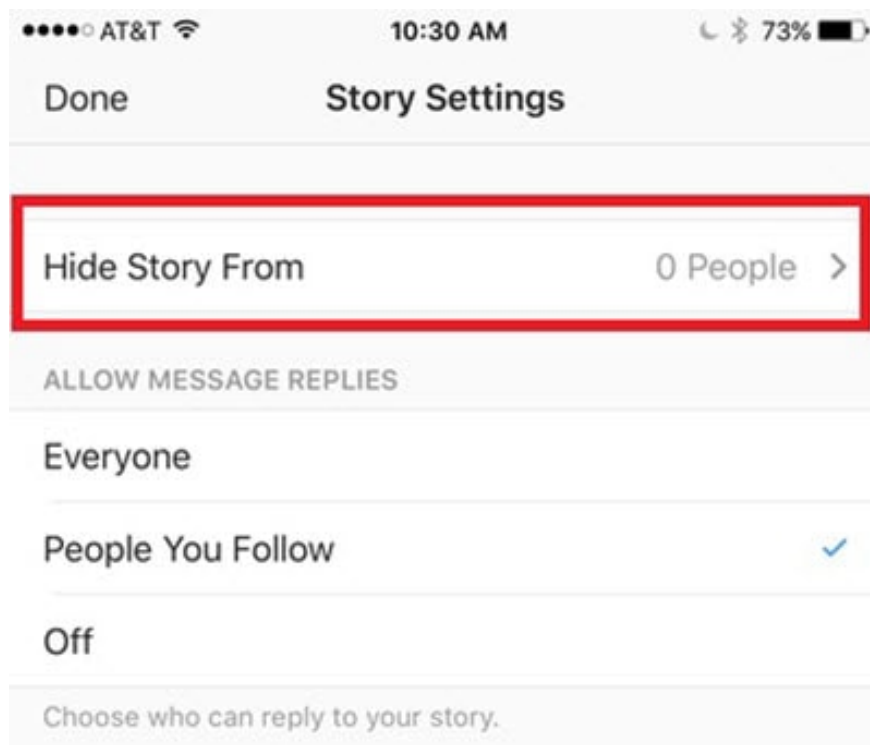 AT&T 10:30 AM 73%
Done Story Settings
Hide Story From 0 People >
ALLOW MESSAGE REPLIES
Everyone
People You Follow
Off
Choose who can reply to your story.